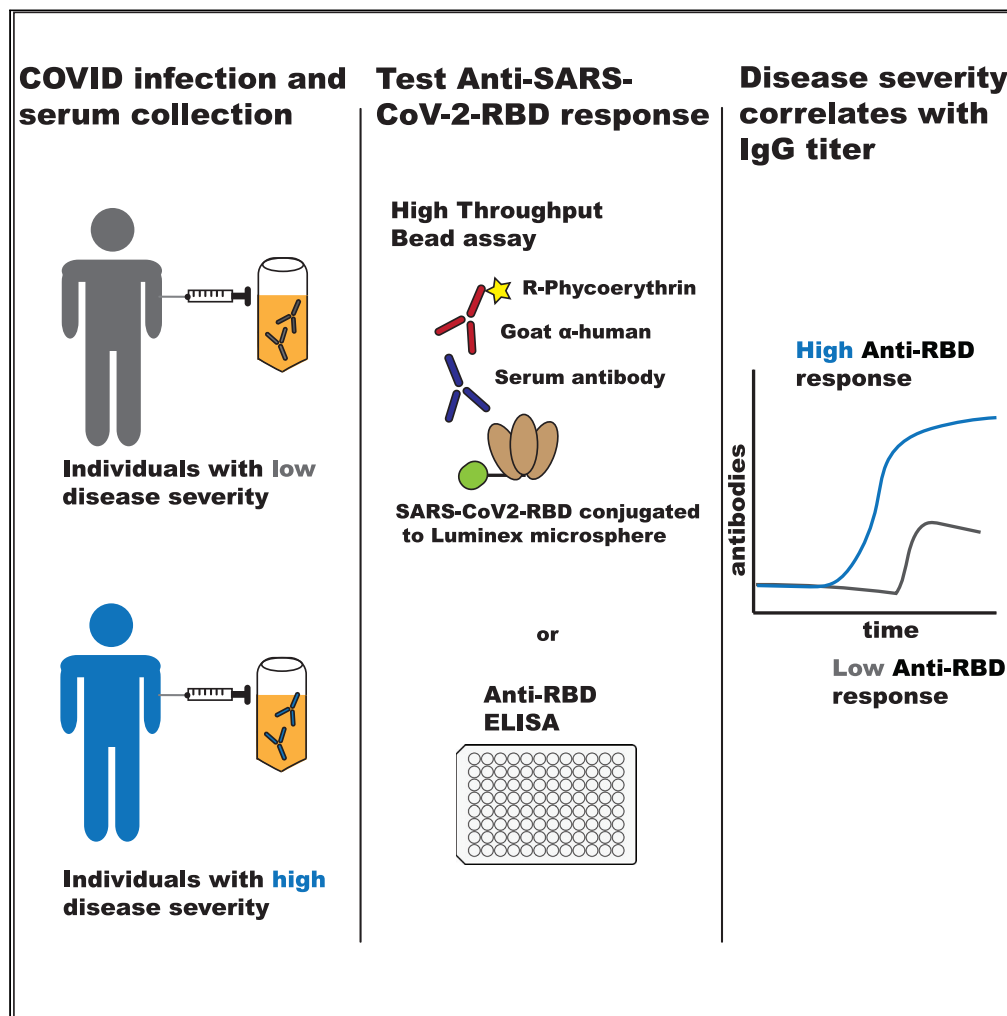 COVID infection and
serum collection
Individuals with low
disease severity
Individuals with high
disease severity
Test Anti-SARS-
CoV-2-RBD response
High Throughput
Bead assay
R-Phycoerythrin
Goat α-human
Serum antibody
SARS-CoV2-RBD conjugated
to Luminex microsphere
or
Anti-RBD
ELISA
Disease severity
correlates with
IgG titer
High Anti-RBD
response
antibodies
time
Low Anti-RBD
response